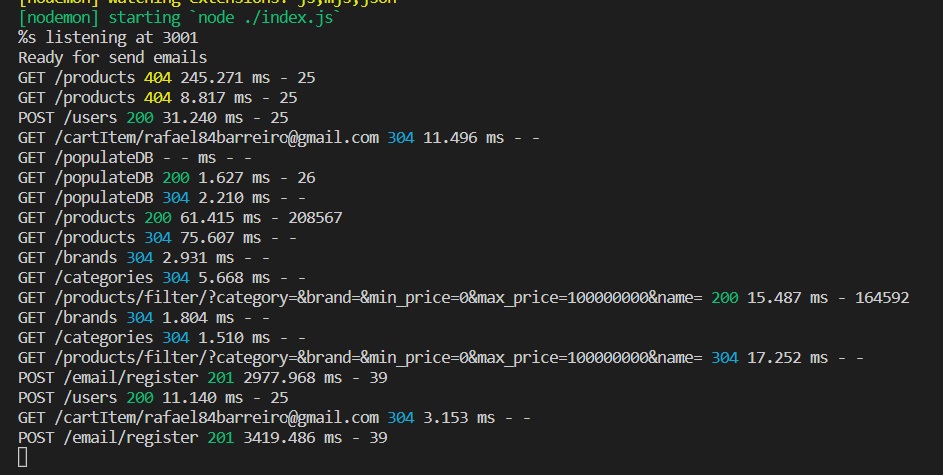 [nodemon] watching extensions: js,mjs,json
[nodemon] starting `node ./index.js`
%s listening at 3001
Ready for send emails
GET /products 404 245.271 ms - 25
GET /products 404 8.817 ms - 25
POST /users 200 31.240 ms - 25
GET /cartItem/rafael84barreiro@gmail.com 304 11.496 ms - -
GET /populateDB - - ms - -
GET /populateDB 200 1.627 ms - 26
GET /populateDB 304 2.210 ms - -
GET /products 200 61.415 ms - 208567
GET /products 304 75.607 ms - -
GET /brands 304 2.931 ms - -
GET /categories 304 5.668 ms - -
GET /products/filter/?category=&brand=&min_price=0&max_price=100000000&name= 200 15.487 ms - 164592
GET /brands 304 1.804 ms - -
GET /categories 304 1.510 ms - -
GET /products/filter/?category=&brand=&min_price=0&max_price=100000000&name= 304 17.252 ms - -
POST /email/register 201 2977.968 ms - 39
POST /users 200 11.140 ms - 25
GET /cartItem/rafael84barreiro@gmail.com 304 3.153 ms - -
POST /email/register 201 3419.486 ms - 39